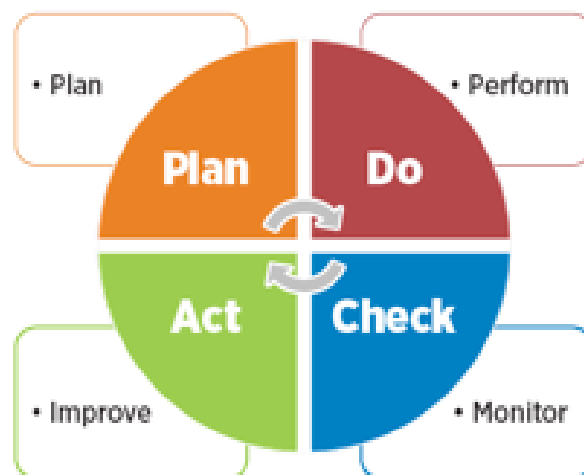 • Plan
• Perform
Plan
Do
Act
Check
• Improve
• Monitor